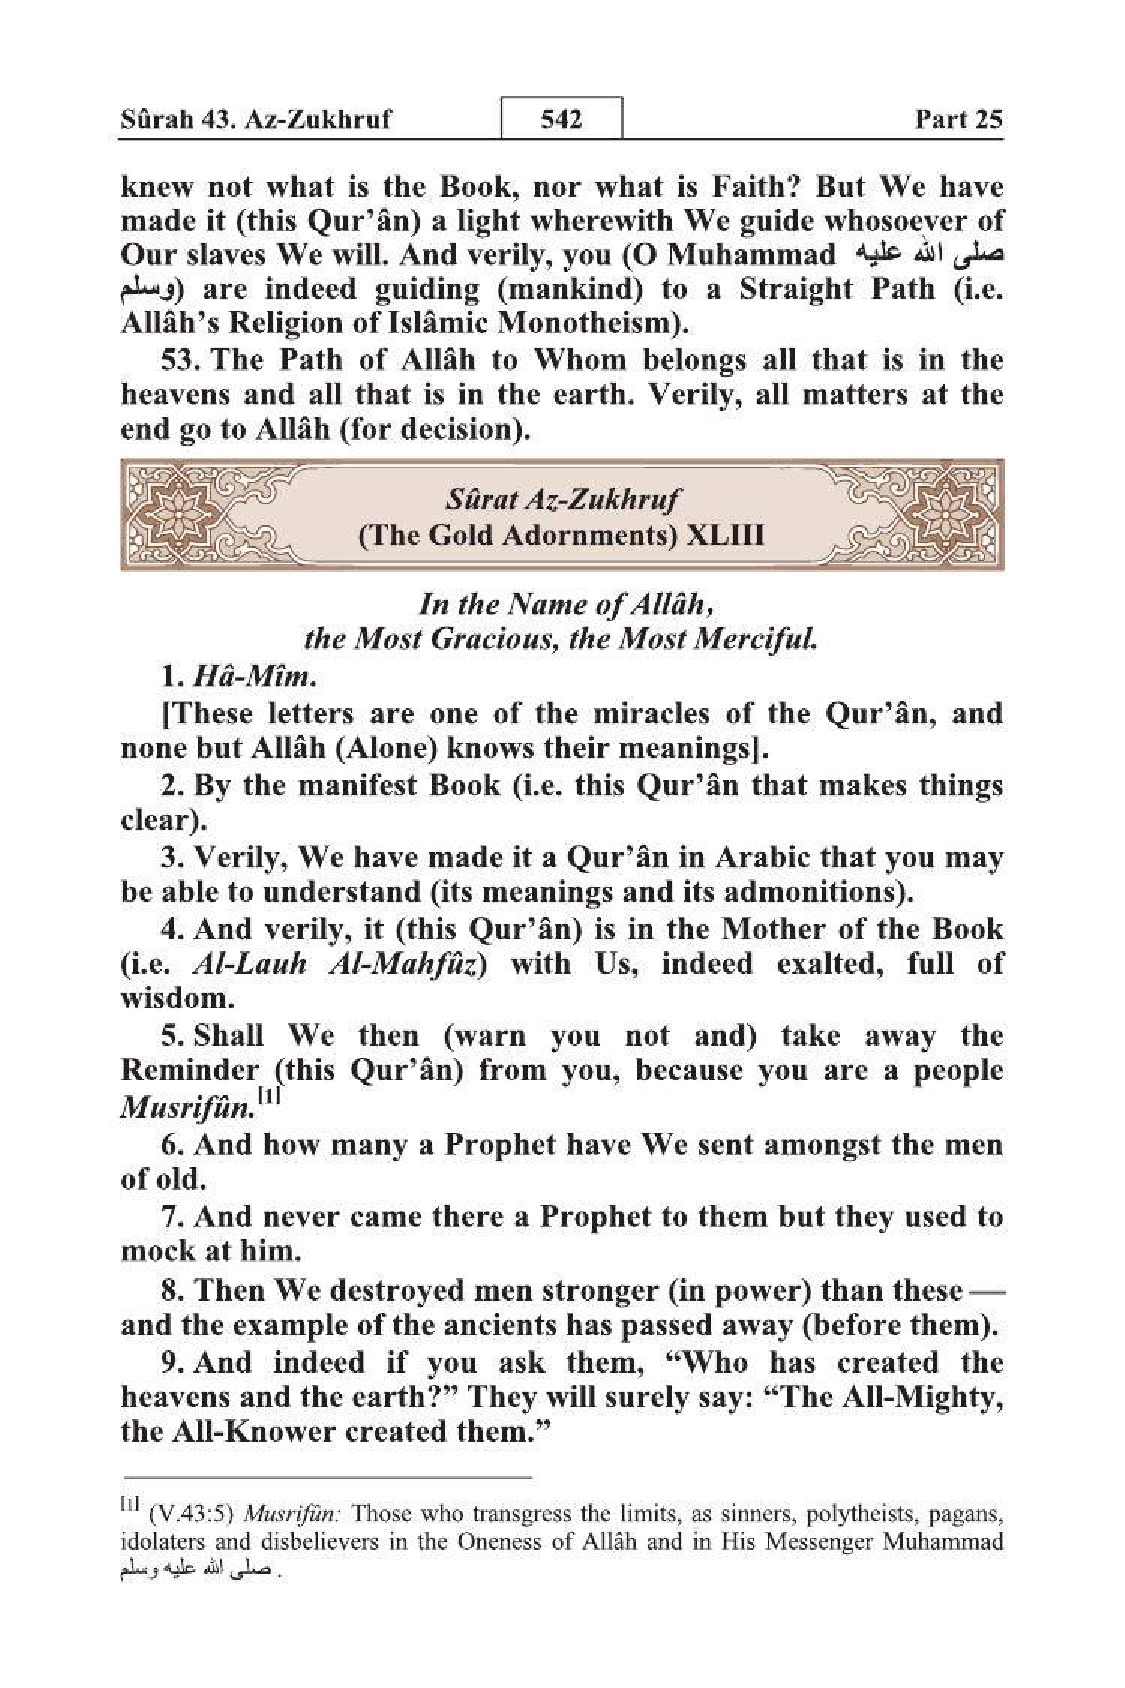 Sûrah 43. Az-Zukhruf 542 Part 25
knew not what is the Book, nor what is Faith? But We have
made it (this Qur’ân) a light wherewith We guide whosoever of
Our slaves We will. And verily, you (O Muhammad صلى الله عليه
وسلم) are indeed guiding (mankind) to a Straight Path (i.e.
Allâh’s Religion of Islâmic Monotheism).
53. The Path of Allâh to Whom belongs all that is in the
heavens and all that is in the earth. Verily, all matters at the
end go to Allâh (for decision).
Sûrat Az-Zukhruf
(The Gold Adornments) XLIII
In the Name of Allâh,
the Most Gracious, the Most Merciful.
1. Hâ-Mîm.
[These letters are one of the miracles of the Qur’ân, and
none but Allâh (Alone) knows their meanings].
2. By the manifest Book (i.e. this Qur’ân that makes things
clear).
3. Verily, We have made it a Qur’ân in Arabic that you may
be able to understand (its meanings and its admonitions).
4. And verily, it (this Qur’ân) is in the Mother of the Book
(i.e. Al-Lauh Al-Mahfûz) with Us, indeed exalted, full of
wisdom.
5. Shall We then (warn you not and) take away the
Reminder (this Qur’ân) from you, because you are a people
Musrifûn.[1]
6. And how many a Prophet have We sent amongst the men
of old.
7. And never came there a Prophet to them but they used to
mock at him.
8. Then We destroyed men stronger (in power) than these —
and the example of the ancients has passed away (before them).
9. And indeed if you ask them, “Who has created the
heavens and the earth?” They will surely say: “The All-Mighty,
the All-Knower created them.”
[1] (V.43:5) Musrifûn: Those who transgress the limits, as sinners, polytheists, pagans,
idolaters and disbelievers in the Oneness of Allâh and in His Messenger Muhammad
صلى الله عليه وسلم .